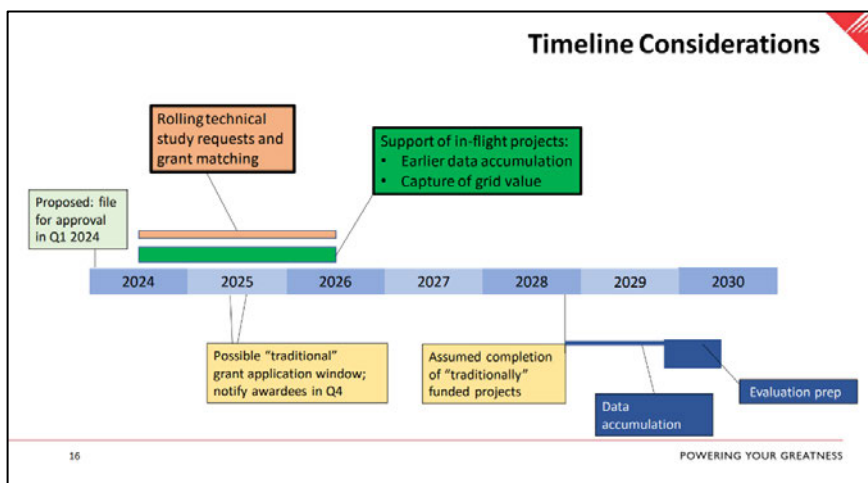 Timeline Considerations
Rolling technical
study requests and
grant matching
Support of in-flight projects:
• Earlier data accumulation
• Capture of grid value
Proposed: file
for approval
in Q1 2024
2024 2025 2026 2027 2028 2029 2030
Possible “traditional”
grant application window;
notify awardees in Q4
Assumed completion
of “traditionally”
funded projects
Data
accumulation
Evaluation prep
16
POWERING YOUR GREATNESS